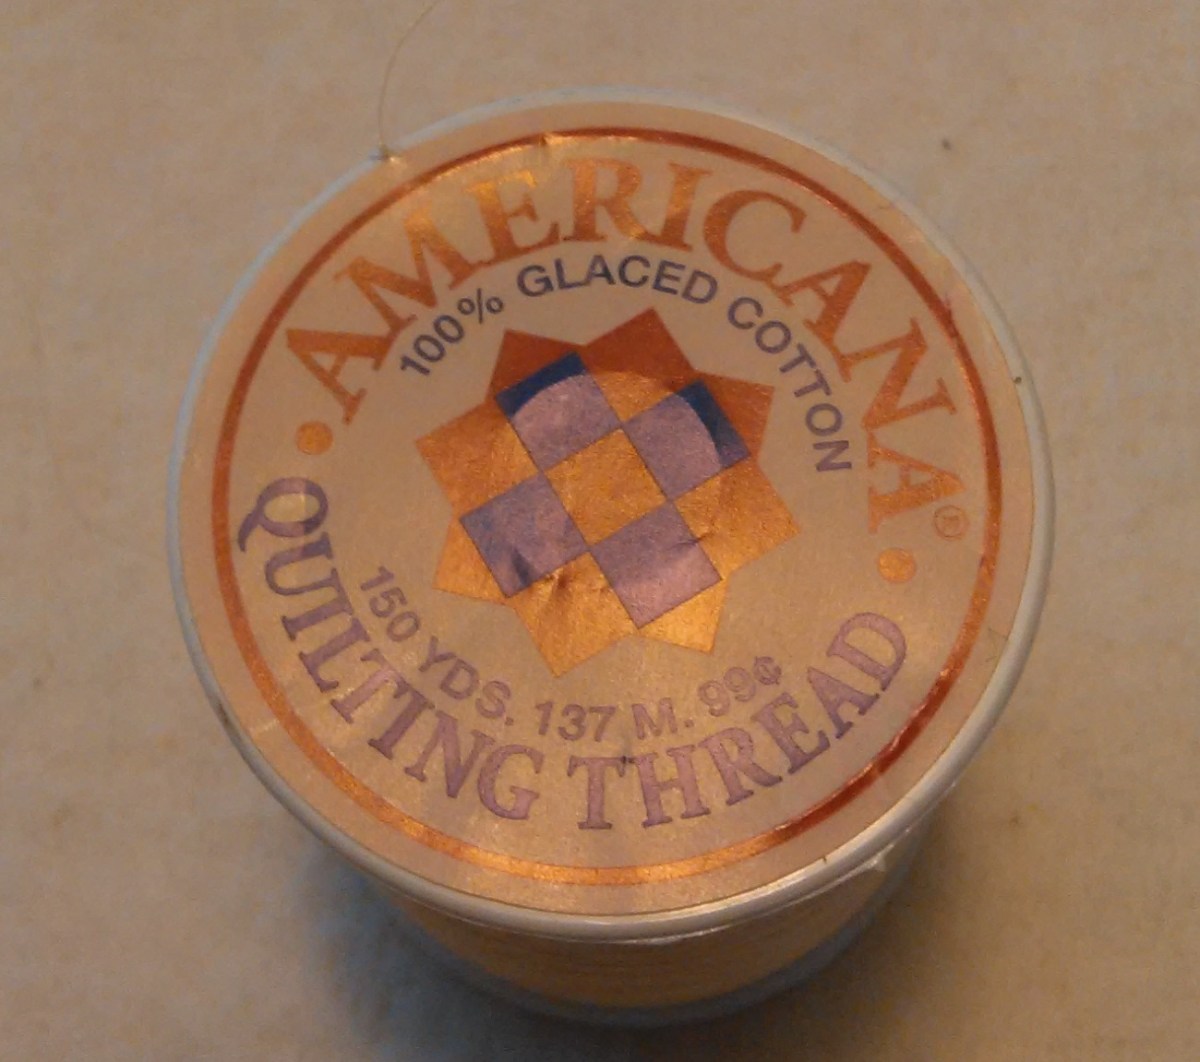 AMERICANA®
100% GLACED COTTON
150 YDS. 137 M. 99¢
QUILTING THREAD